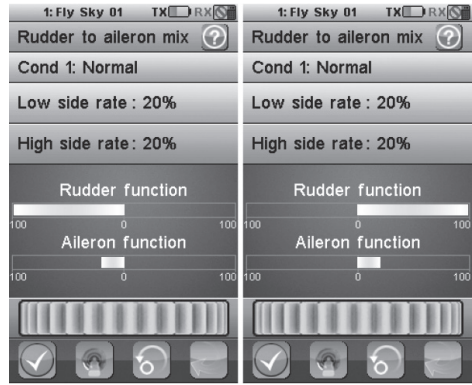 1: Fly Sky 01 TX RX
Rudder to aileron mix ?
Cond 1: Normal
Low side rate : 20%
High side rate : 20%
Rudder function
100 0 100
Aileron function
100 0 100
1: Fly Sky 01 TX RX
Rudder to aileron mix ?
Cond 1: Normal
Low side rate : 20%
High side rate : 20%
Rudder function
100 0 100
Aileron function
100 0 100